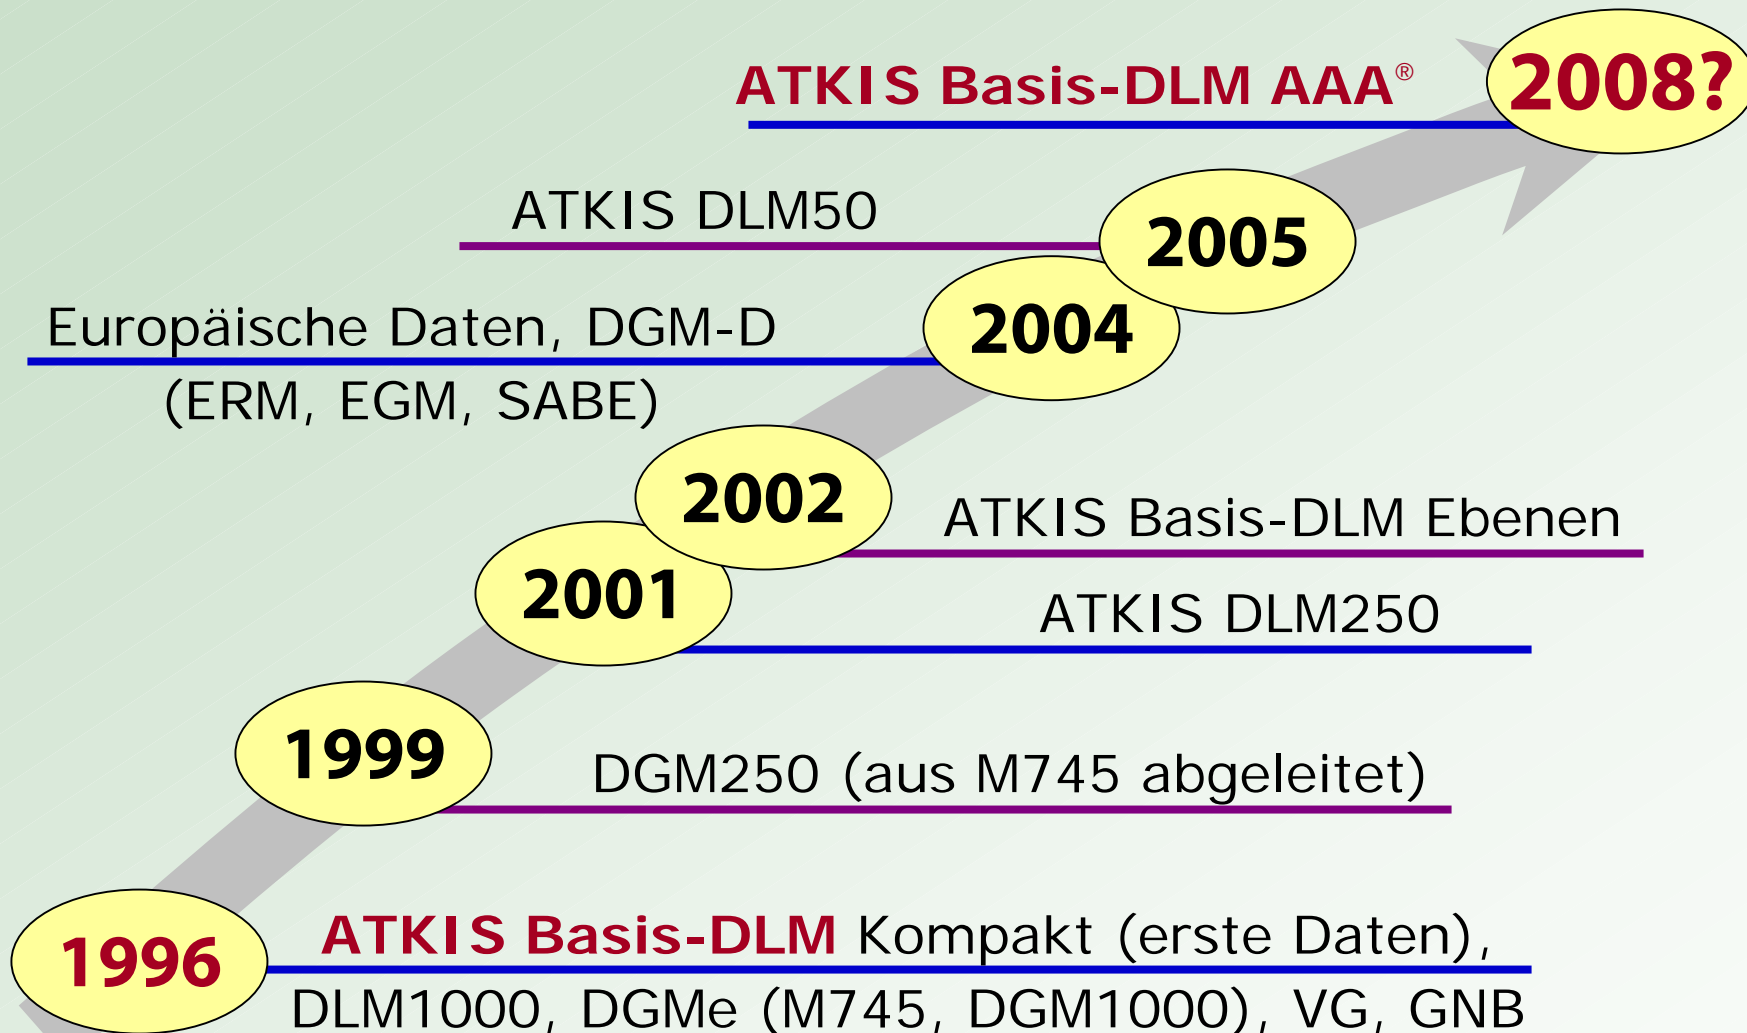 ATKIS Basis-DLM AAA®
2008?
ATKIS DLM50
2005
Europäische Daten, DGM-D
(ERM, EGM, SABE)
2004
2002
ATKIS Basis-DLM Ebenen
2001
ATKIS DLM250
1999
DGM250 (aus M745 abgeleitet)
1996
ATKIS Basis-DLM Kompakt (erste Daten),
DLM1000, DGMe (M745, DGM1000), VG, GNB